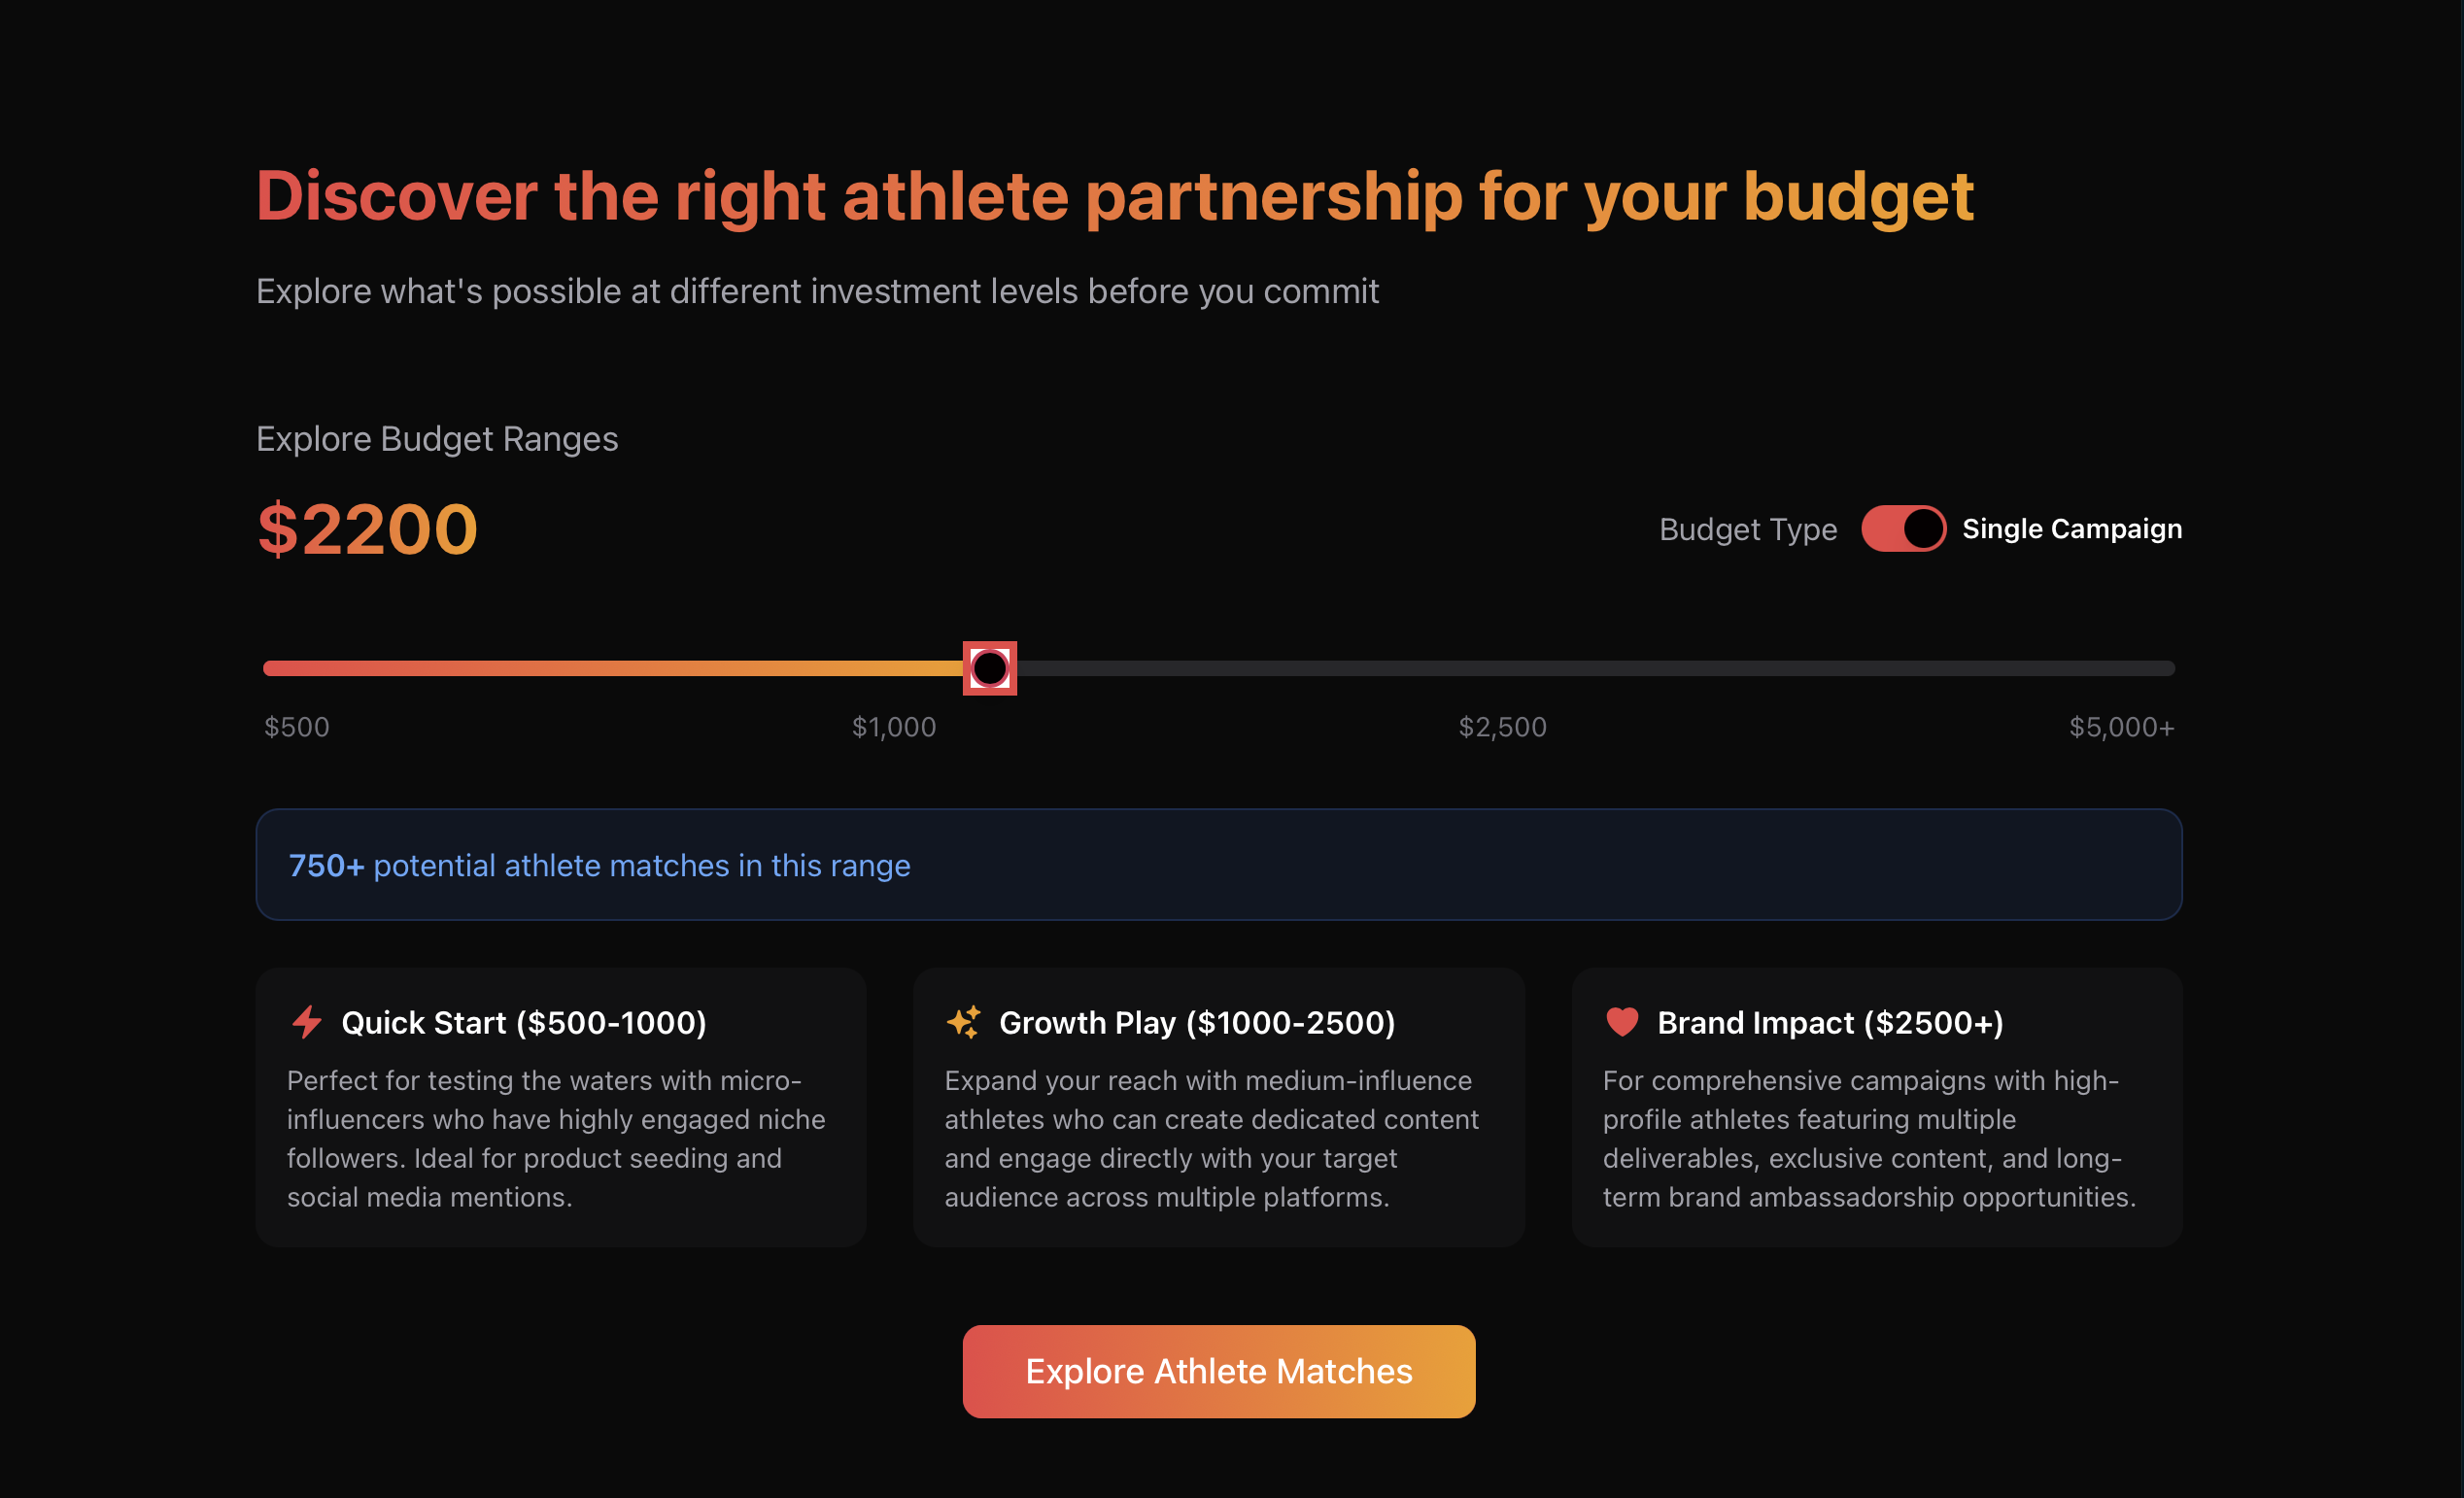 Discover the right athlete partnership for your budget
Explore what's possible at different investment levels before you commit
Explore Budget Ranges
$2200
Budget Type
Single Campaign
$500
$1,000
$2,500
$5,000+
750+ potential athlete matches in this range
Quick Start ($500-1000)
Perfect for testing the waters with micro-
influencers who have highly engaged niche
followers. Ideal for product seeding and
social media mentions.
Growth Play ($1000-2500)
Expand your reach with medium-influence
athletes who can create dedicated content
and engage directly with your target
audience across multiple platforms.
Brand Impact ($2500+)
For comprehensive campaigns with high-
profile athletes featuring multiple
deliverables, exclusive content, and long-
term brand ambassadorship opportunities.
Explore Athlete Matches